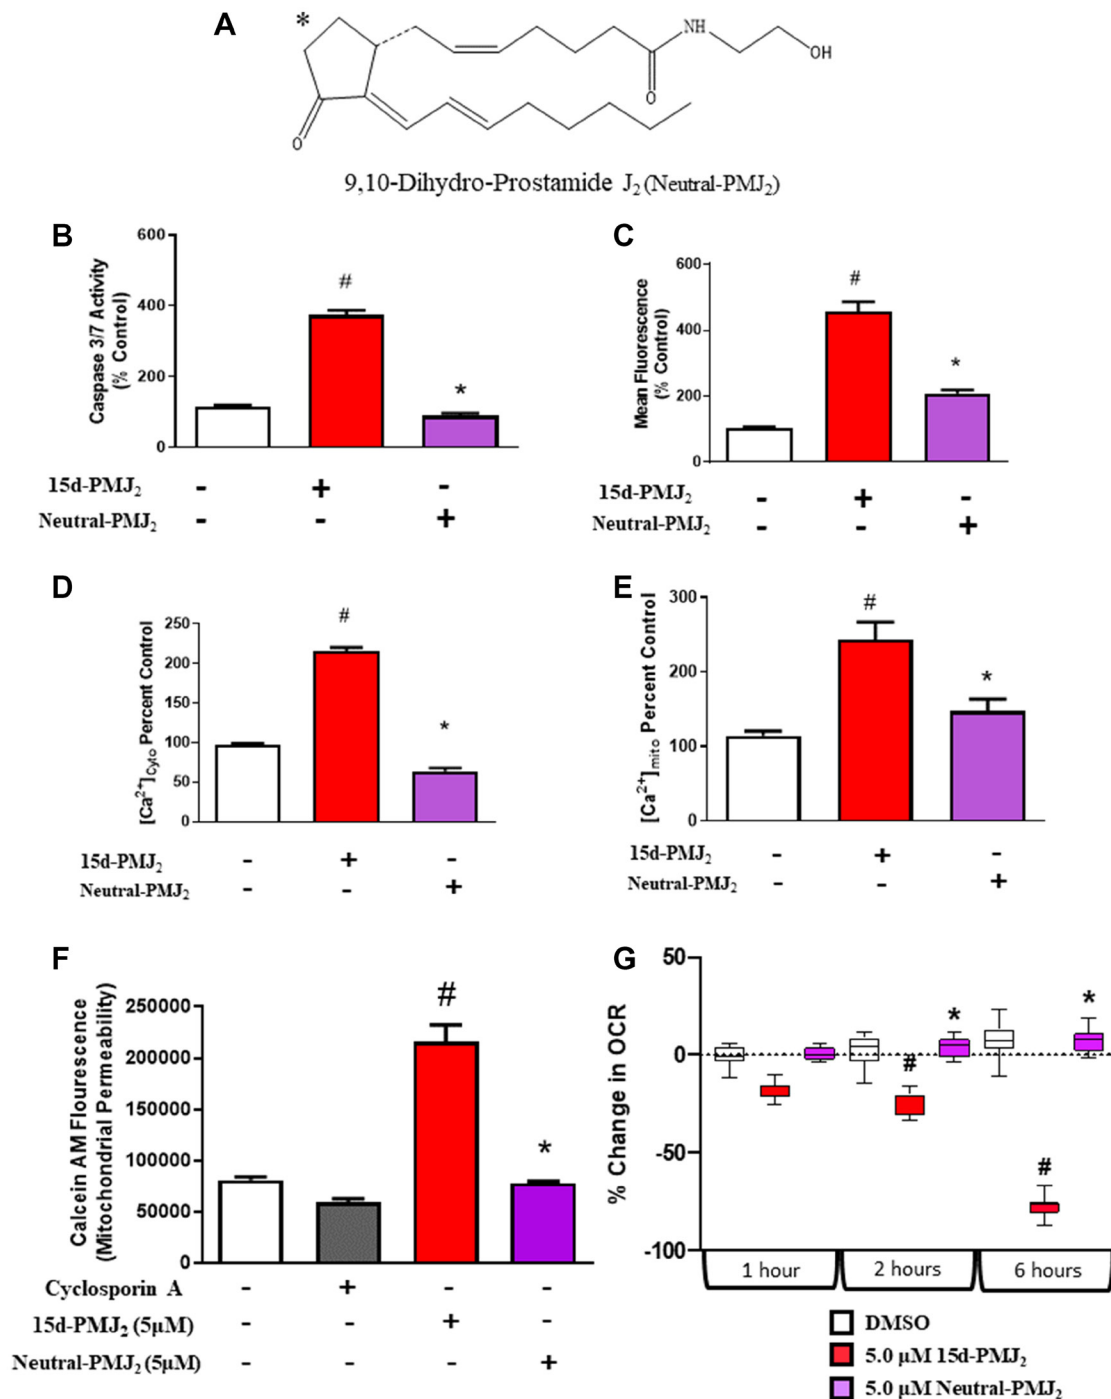 A
*
NH
OH
O
O
9,10-Dihydro-Prostamide J₂ (Neutral-PMJ₂)
B
Caspase 3/7 Activity
(% Control)
600
400
200
0
#
*
15d-PMJ₂ - + -
Neutral-PMJ₂ - - +
C
Mean Fluorescence
(% Control)
600
400
200
0
#
*
15d-PMJ₂ - + -
Neutral-PMJ₂ - - +
D
[Ca²⁺]Cyto Percent Control
250
200
150
100
50
0
#
*
15d-PMJ₂ - + -
Neutral-PMJ₂ - - +
E
[Ca²⁺]mito Percent Control
300
200
100
0
#
*
15d-PMJ₂ - + -
Neutral-PMJ₂ - - +
F
Calcein AM Flourescence
(Mitochondrial Permeability)
250000
200000
150000
100000
50000
0
#
*
Cyclosporin A - + - -
15d-PMJ₂ (5µM) - - + -
Neutral-PMJ₂ (5µM) - - - +
G
% Change in OCR
50
0
-50
-100
#
*
#
*
1 hour
2 hours
6 hours
DMSO
5.0 µM 15d-PMJ₂
5.0 µM Neutral-PMJ₂